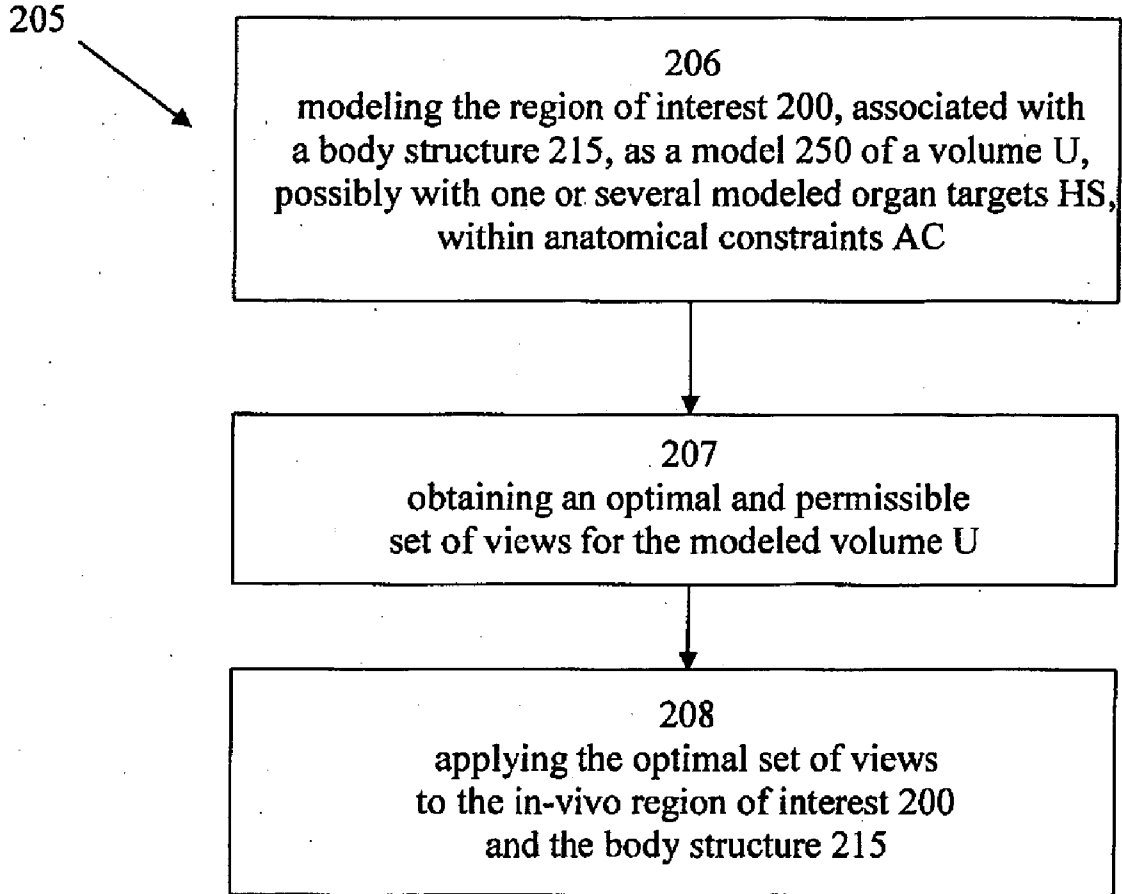 205
206
modeling the region of interest 200, associated with
a body structure 215, as a model 250 of a volume U,
possibly with one or several modeled organ targets HS,
within anatomical constraints AC
207
obtaining an optimal and permissible
set of views for the modeled volume U
208
applying the optimal set of views
to the in-vivo region of interest 200
and the body structure 215